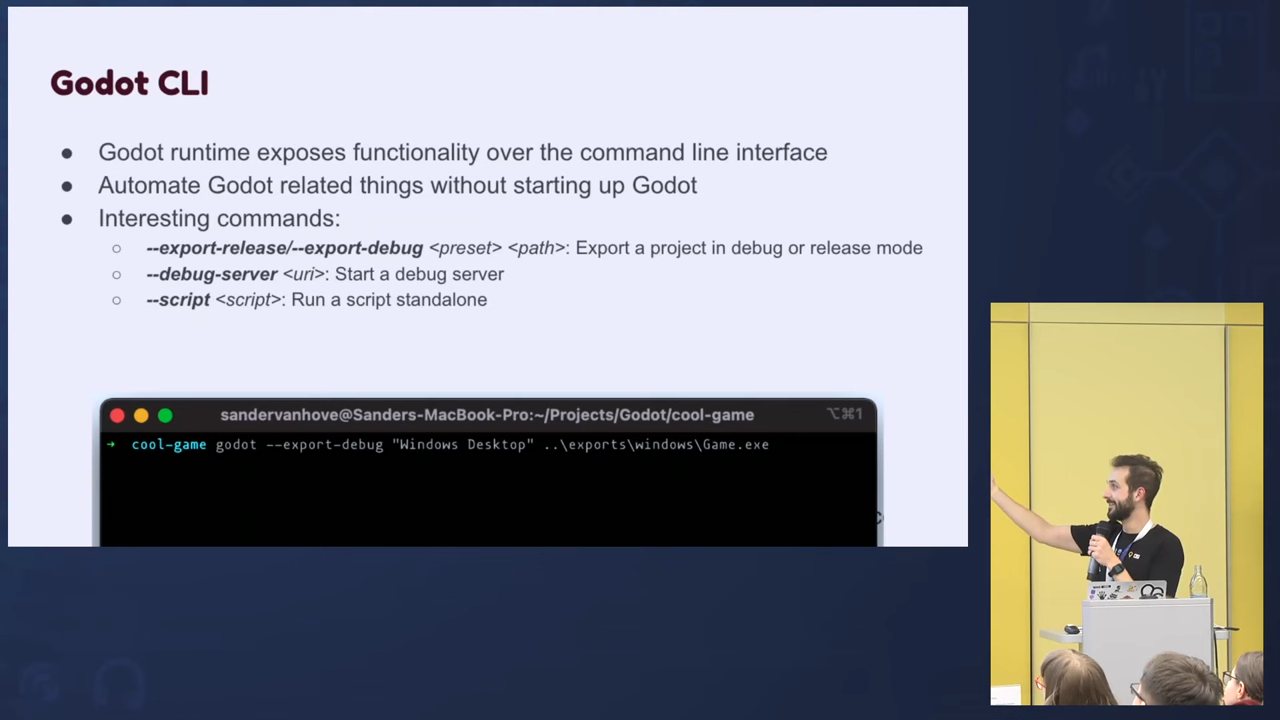 Godot CLI
● Godot runtime exposes functionality over the command line interface
● Automate Godot related things without starting up Godot
● Interesting commands:
○ --export-release/--export-debug <preset> <path>: Export a project in debug or release mode
○ --debug-server <uri>: Start a debug server
○ --script <script>: Run a script standalone
sandervanhove@Sanders-MacBook-Pro:~/Projects/Godot/cool-game ⌥⌘1
➜ cool-game godot --export-debug "Windows Desktop" ..\exports\windows\Game.exe